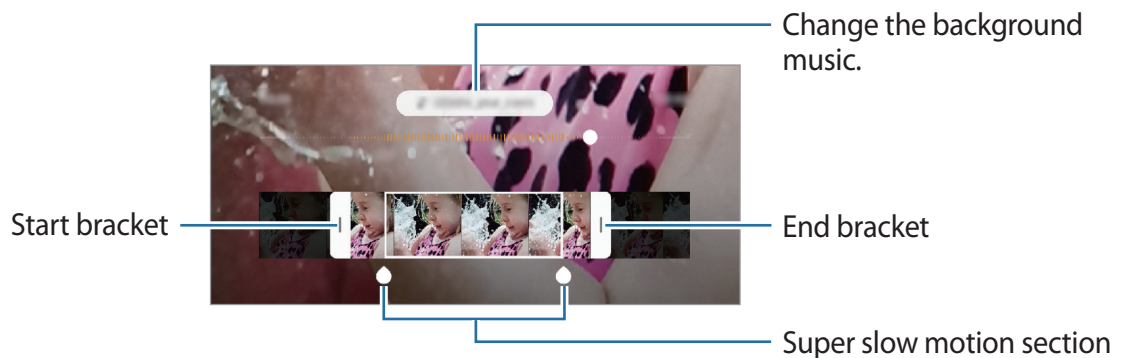 Change the background
music.
Start bracket
End bracket
Super slow motion section